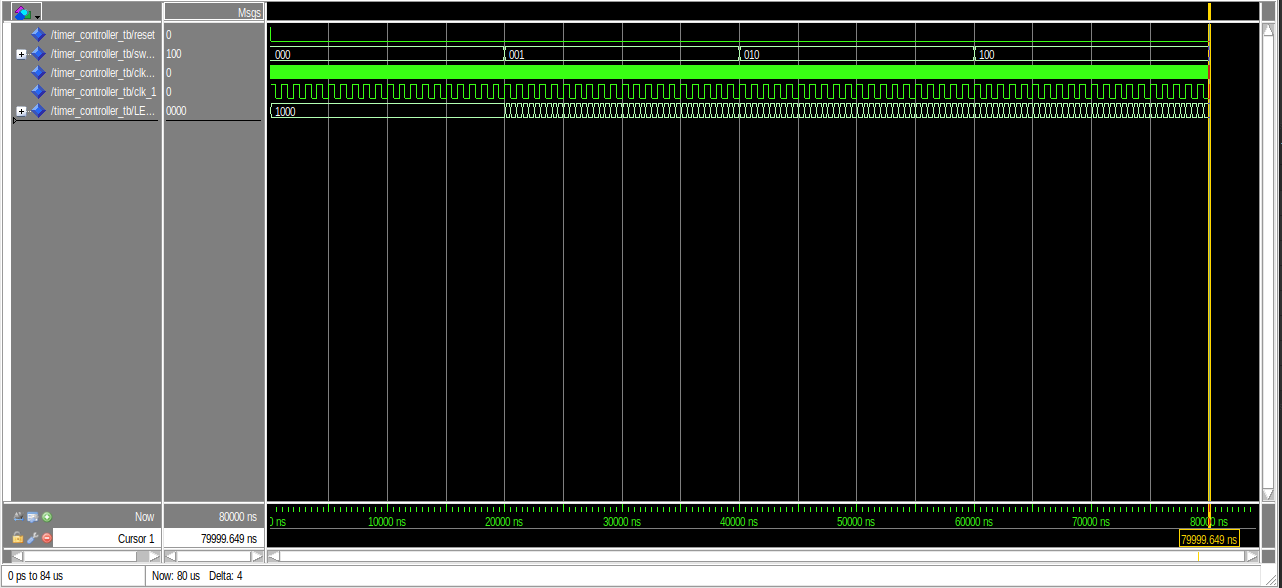 Msgs
/timer_controller_tb/reset 0
/timer_controller_tb/sw... 100 000 001 010 100
/timer_controller_tb/clk... 0
/timer_controller_tb/clk_1 0
/timer_controller_tb/LE... 0000 1000
Now 80000 ns ns 10000 ns 20000 ns 30000 ns 40000 ns 50000 ns 60000 ns 70000 ns 80000 ns
Cursor 1 79999.649 ns 79999.649 ns
0 ps to 84 us Now: 80 us Delta: 4